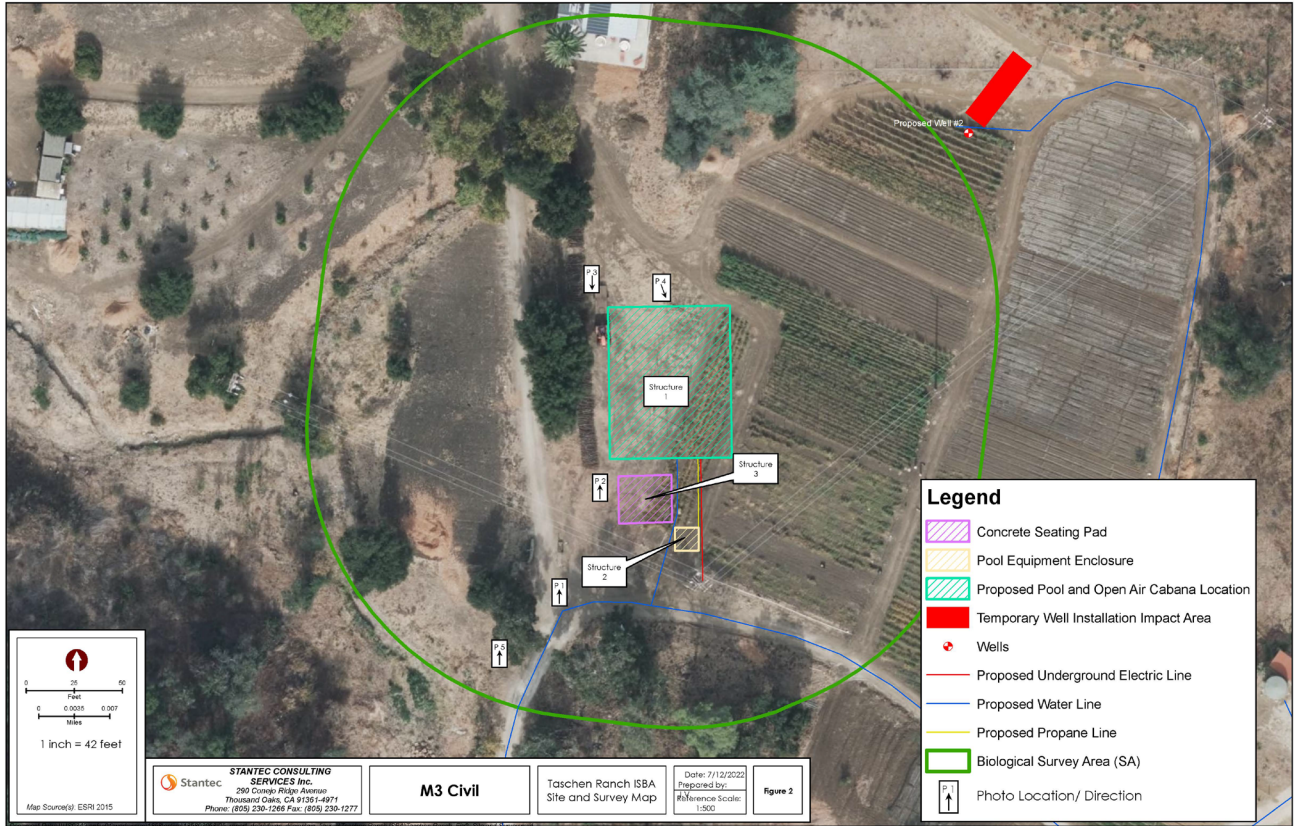 Proposed Well #2
P 3
P 4
Structure
1
P 2
Structure
3
Structure
2
P 1
P 5
Legend
Concrete Seating Pad
Pool Equipment Enclosure
Proposed Pool and Open Air Cabana Location
Temporary Well Installation Impact Area
Wells
Proposed Underground Electric Line
Proposed Water Line
Proposed Propane Line
Biological Survey Area (SA)
P 1
Photo Location/ Direction
0 25 50
Feet
0 0.0035 0.007
Miles
1 inch = 42 feet
Map Source(s): ESRI 2015
Stantec
STANTEC CONSULTING
SERVICES Inc.
290 Conejo Ridge Avenue
Thousand Oaks, CA 91361-4971
Phone: (805) 230-1266 Fax: (805) 230-1277
M3 Civil
Taschen Ranch ISBA
Site and Survey Map
Date: 7/12/2022
Prepared by:
Reference Scale:
1:500
Figure 2